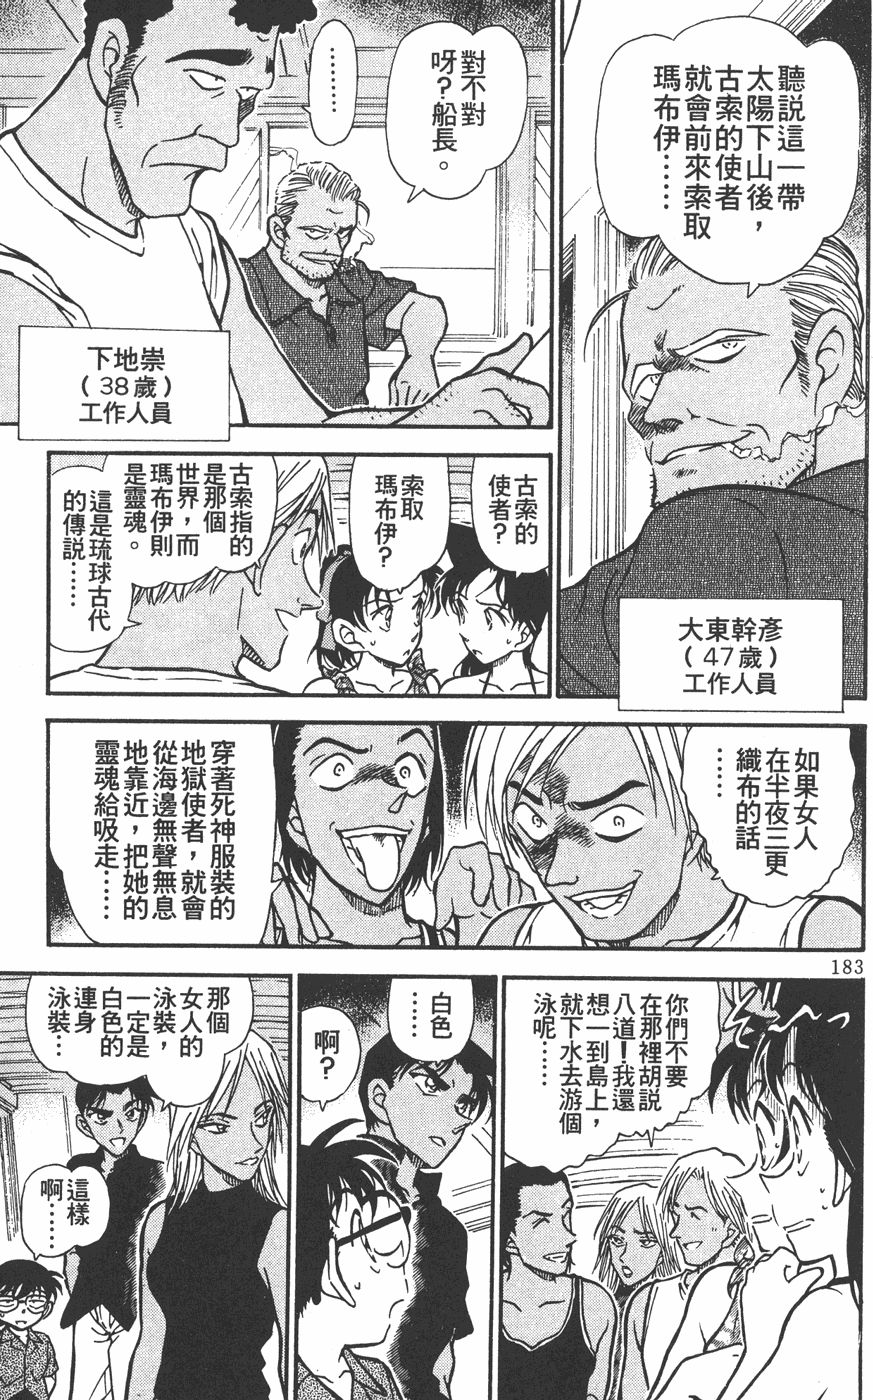 聽說這一帶
太陽下山後，
古索的使者
就會前來索取
瑪布伊……
大東幹彥
(47歲)
工作人員
對不對
呀？船長。
……
下地崇
(38歲)
工作人員
古索的
使者？
索取
瑪布伊？
古索指的
是那個
世界，而
瑪布伊則
是靈魂。
這是琉球古代
的傳說……
如果女人
在半夜三更
織布的話
……
穿著死神服裝的
地獄使者，就會
從海邊無聲無息
地靠近，把她的
靈魂給吸走……
183
你們不要
在那裡胡說
八道！我還
想一到島上，
就下水去游個
泳呢……
白色
……
啊？
那個
女人的
泳裝，
一定是
白色的
連身
泳裝…
這樣
啊……